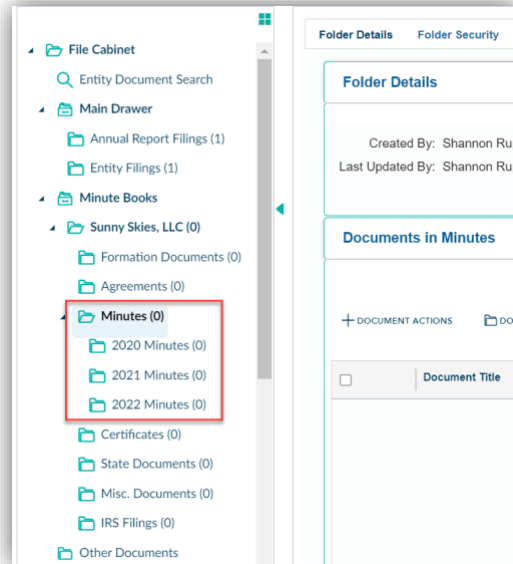 File Cabinet
Entity Document Search
Main Drawer
Annual Report Filings (1)
Entity Filings (1)
Minute Books
Sunny Skies, LLC (0)
Formation Documents (0)
Agreements (0)
Minutes (0)
2020 Minutes (0)
2021 Minutes (0)
2022 Minutes (0)
Certificates (0)
State Documents (0)
Misc. Documents (0)
IRS Filings (0)
Other Documents
Folder Details Folder Security
Folder Details
Created By: Shannon Ru
Last Updated By: Shannon Ru
Documents in Minutes
DOCUMENT ACTIONS DO
Document Title